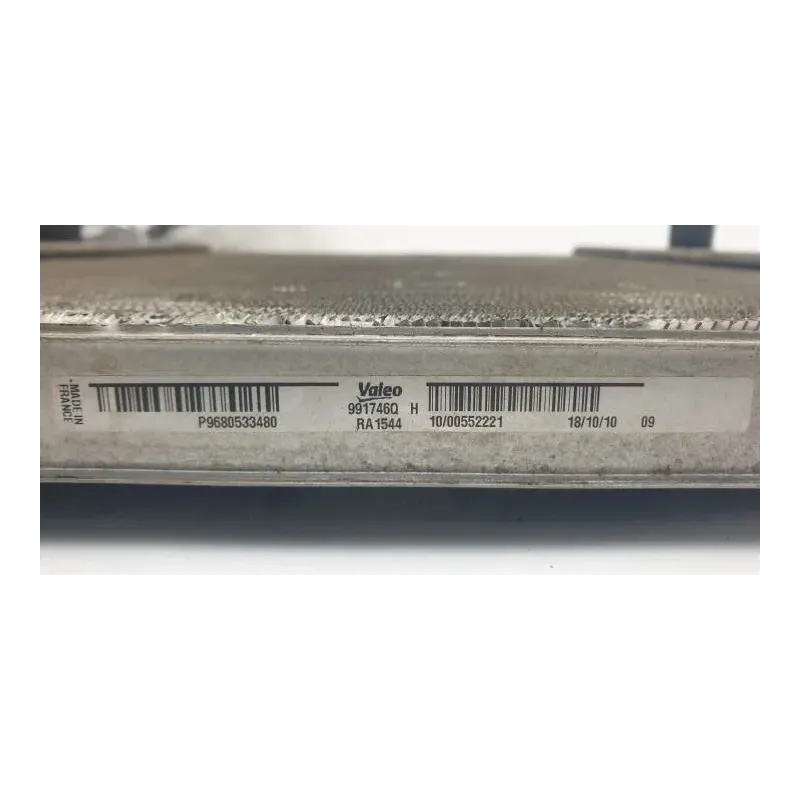 MADE IN
FRANCE
P9680533480
Valeo
991746Q H
RA1544
10/00552221 18/10/10 09